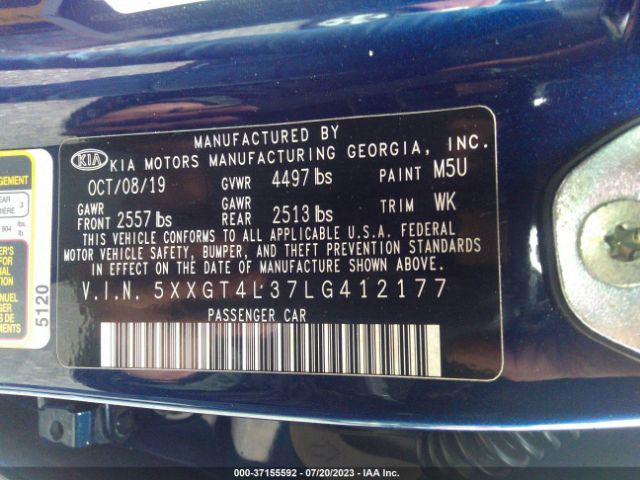 MANUFACTURED BY
KIA KIA MOTORS MANUFACTURING GEORGIA, INC.
OCT/08/19 GVWR 4497 lbs PAINT M5U
GAWR FRONT 2557 lbs GAWR REAR 2513 lbs TRIM WK
THIS VEHICLE CONFORMS TO ALL APPLICABLE U.S.A. FEDERAL
MOTOR VEHICLE SAFETY, BUMPER, AND THEFT PREVENTION STANDARDS
IN EFFECT ON THE DATE OF MANUFACTURE SHOWN ABOVE.
V.I.N. 5XXGT4L37LG412177
PASSENGER CAR
5120
000-37155592 - 07/20/2023 - IAA Inc.